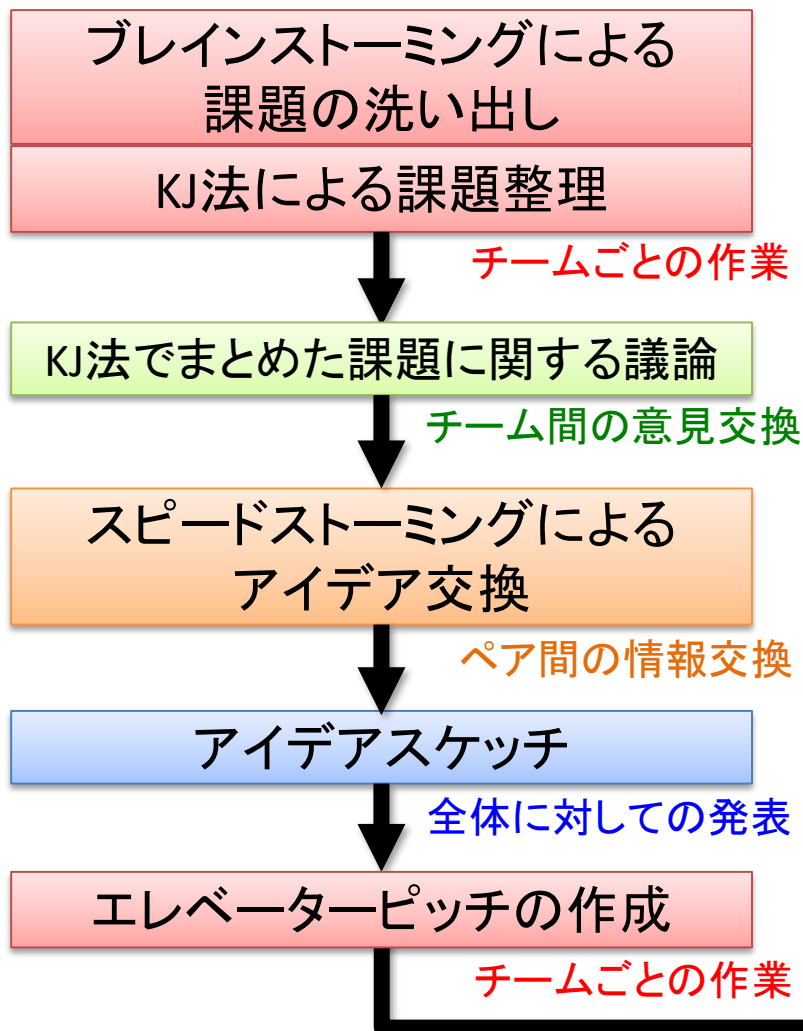 ブレインストーミングによる
課題の洗い出し
KJ法による課題整理
チームごとの作業
KJ法でまとめた課題に関する議論
チーム間の意見交換
スピードストーミングによる
アイデア交換
ペア間の情報交換
アイデアスケッチ
全体に対しての発表
エレベーターピッチの作成
チームごとの作業